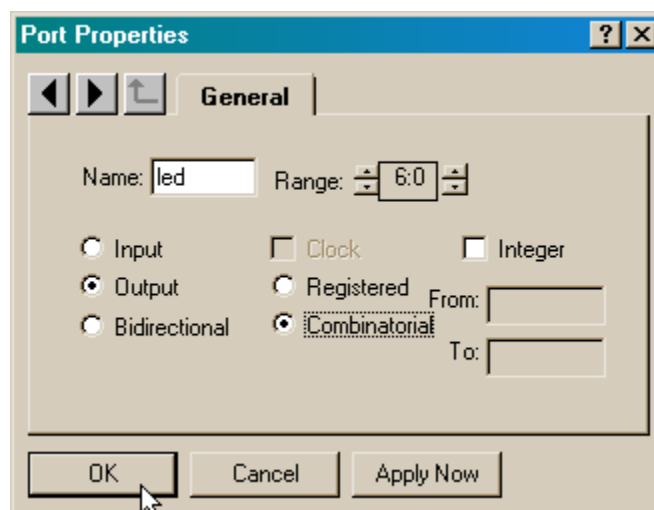 Port Properties
General
Name: led Range: 6:0
Input Clock Integer
Output Registered From:
Bidirectional Combinatorial To:
OK Cancel Apply Now